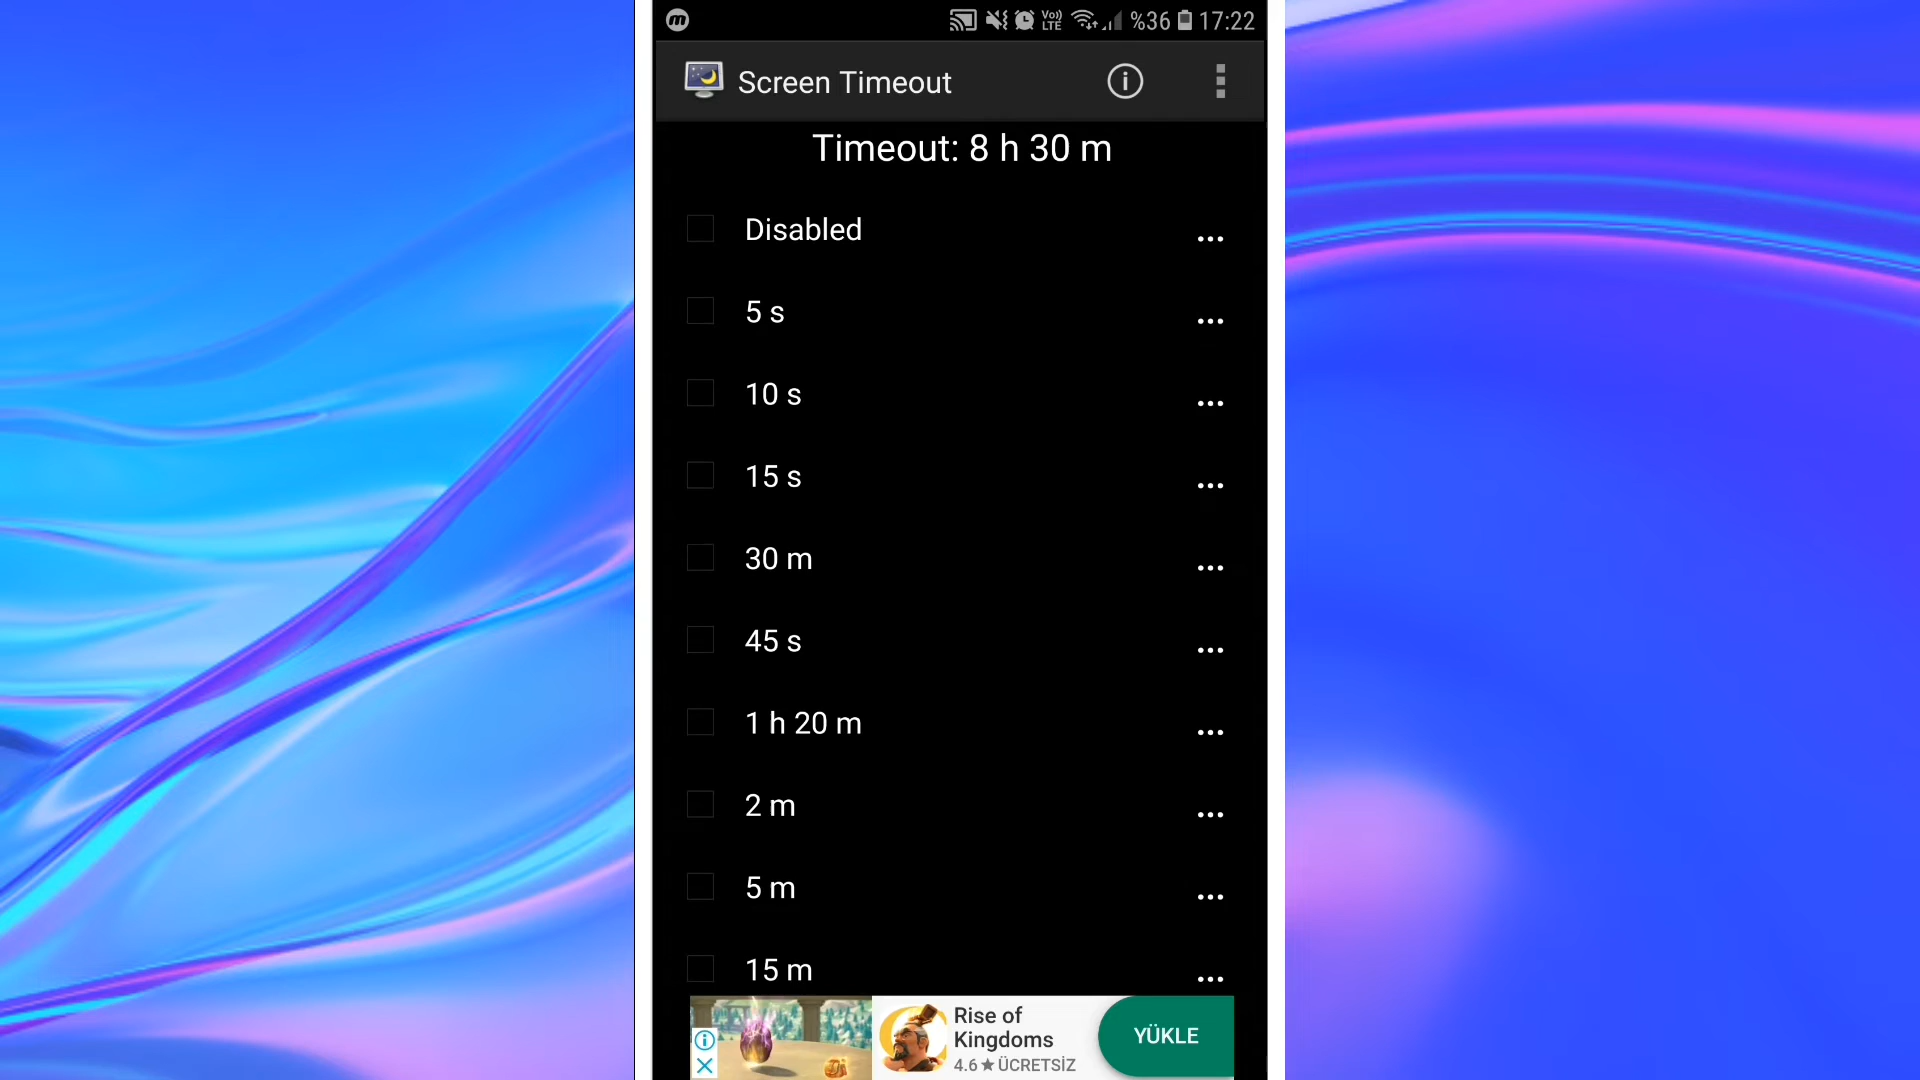 %36 17:22
Screen Timeout
Timeout: 8 h 30 m
Disabled
5 s
10 s
15 s
30 m
45 s
1 h 20 m
2 m
5 m
15 m
Rise of
Kingdoms
4.6★ ÜCRETSİZ
YÜKLE